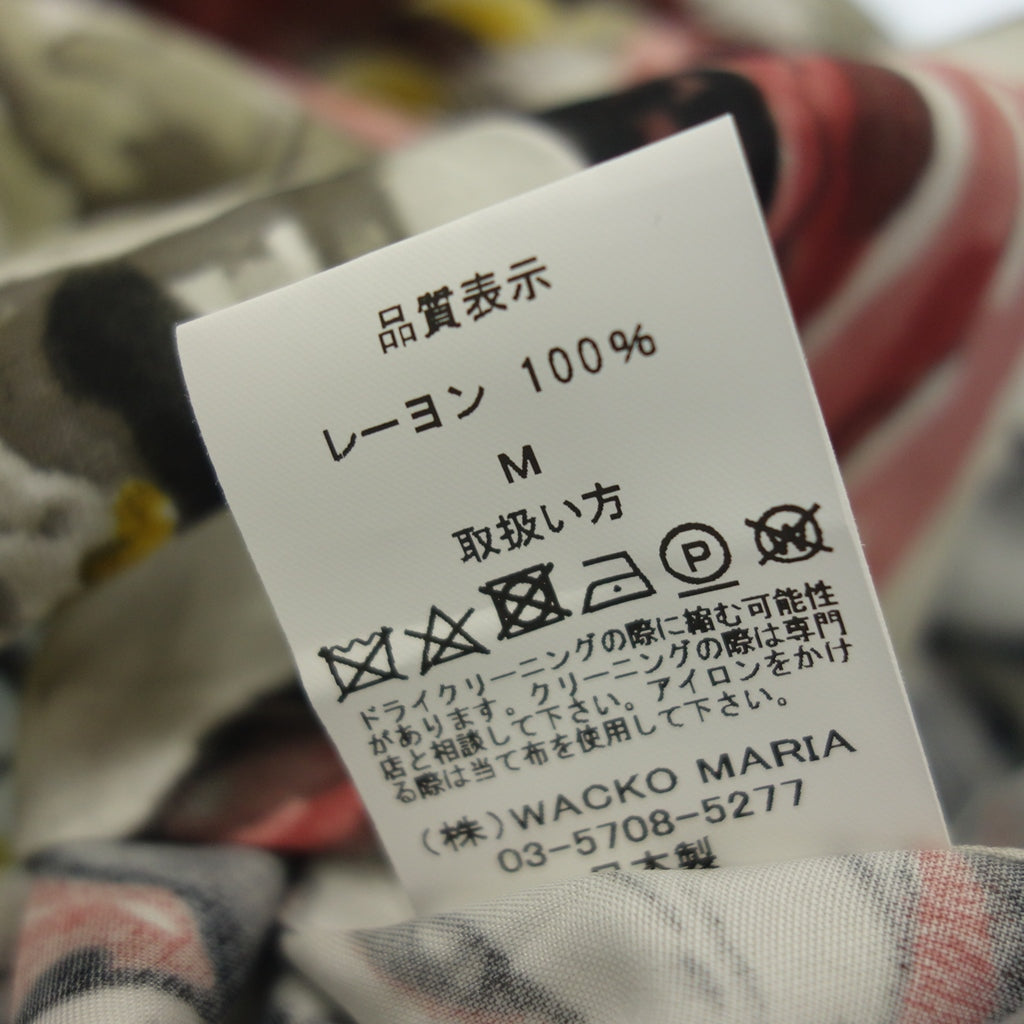 品質表示
レーヨン 100%
M
取扱い方
P W
ドライクリーニングの際に縮む可能性
があります。クリーニングの際は専門
店と相談して下さい。アイロンをかけ
る際は当て布を使用して下さい。
(株)WACKO MARIA
03-5708-5277
日本製